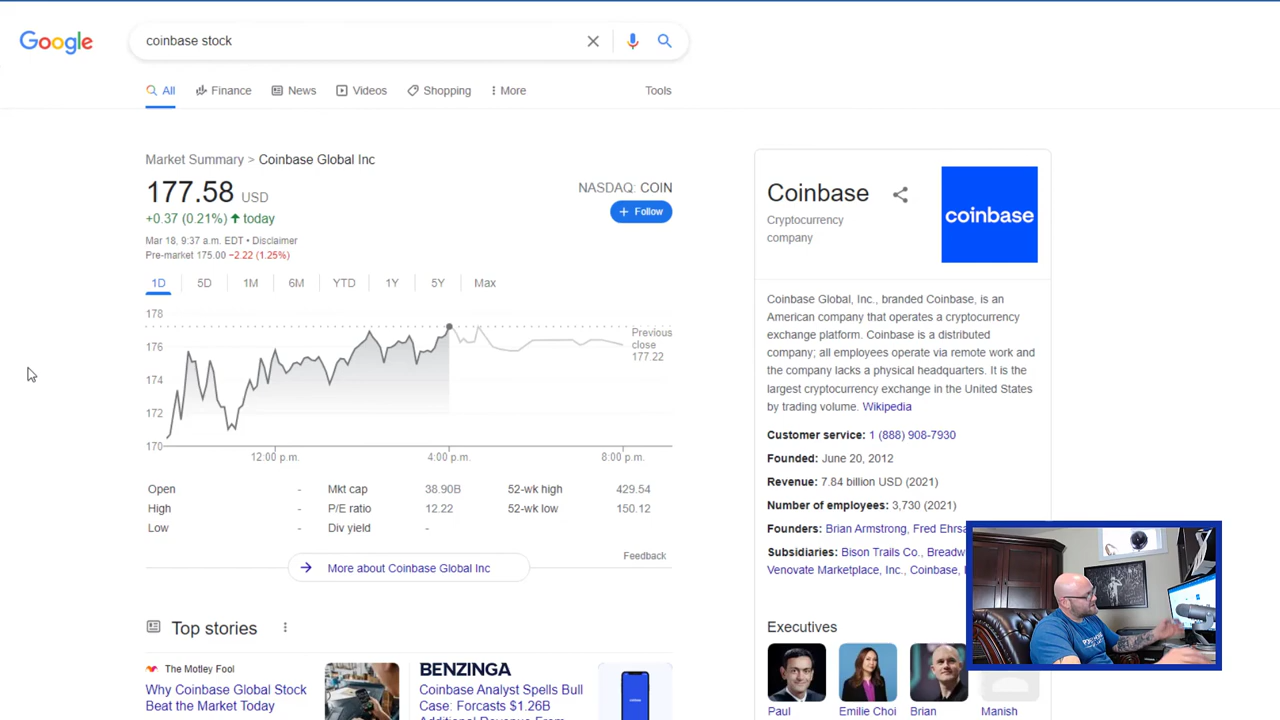 Google
coinbase stock
All
Finance
News
Videos
Shopping
More
Tools
Market Summary > Coinbase Global Inc
177.58 USD
+0.37 (0.21%) today
Mar 18, 9:37 a.m. EDT • Disclaimer
Pre-market 175.00 −2.22 (1.25%)
NASDAQ: COIN
+ Follow
1D
5D
1M
6M
YTD
1Y
5Y
Max
178
176
174
172
170
Previous
close
177.22
12:00 p.m.
4:00 p.m.
8:00 p.m.
Open -
High -
Low -
Mkt cap 38.90B
P/E ratio 12.22
Div yield -
52-wk high 429.54
52-wk low 150.12
Feedback
More about Coinbase Global Inc
Top stories
The Motley Fool
Why Coinbase Global Stock
Beat the Market Today
BENZINGA
Coinbase Analyst Spells Bull
Case: Forcasts $1.26B
Additional Revenue From
Coinbase
Cryptocurrency
company
coinbase
Coinbase Global, Inc., branded Coinbase, is an
American company that operates a cryptocurrency
exchange platform. Coinbase is a distributed
company; all employees operate via remote work and
the company lacks a physical headquarters. It is the
largest cryptocurrency exchange in the United States
by trading volume. Wikipedia
Customer service: 1 (888) 908-7930
Founded: June 20, 2012
Revenue: 7.84 billion USD (2021)
Number of employees: 3,730 (2021)
Founders: Brian Armstrong, Fred Ehrsa
Subsidiaries: Bison Trails Co., Breadw
Venovate Marketplace, Inc., Coinbase,
Executives
Paul
Emilie Choi
Brian
Manish